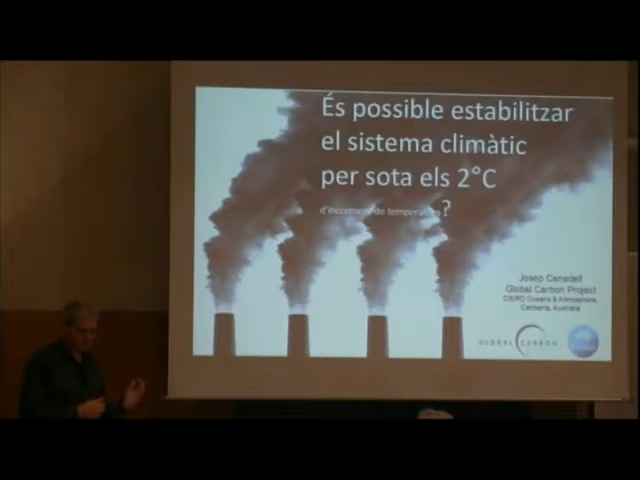 És possible estabilitzar
el sistema climàtic
per sota els 2°C
d'increment de temperatura ?
Josep Canadell
Global Carbon Project
CSIRO Oceans & Atmosphere,
Canberra, Australia
GLOBAL CARBON